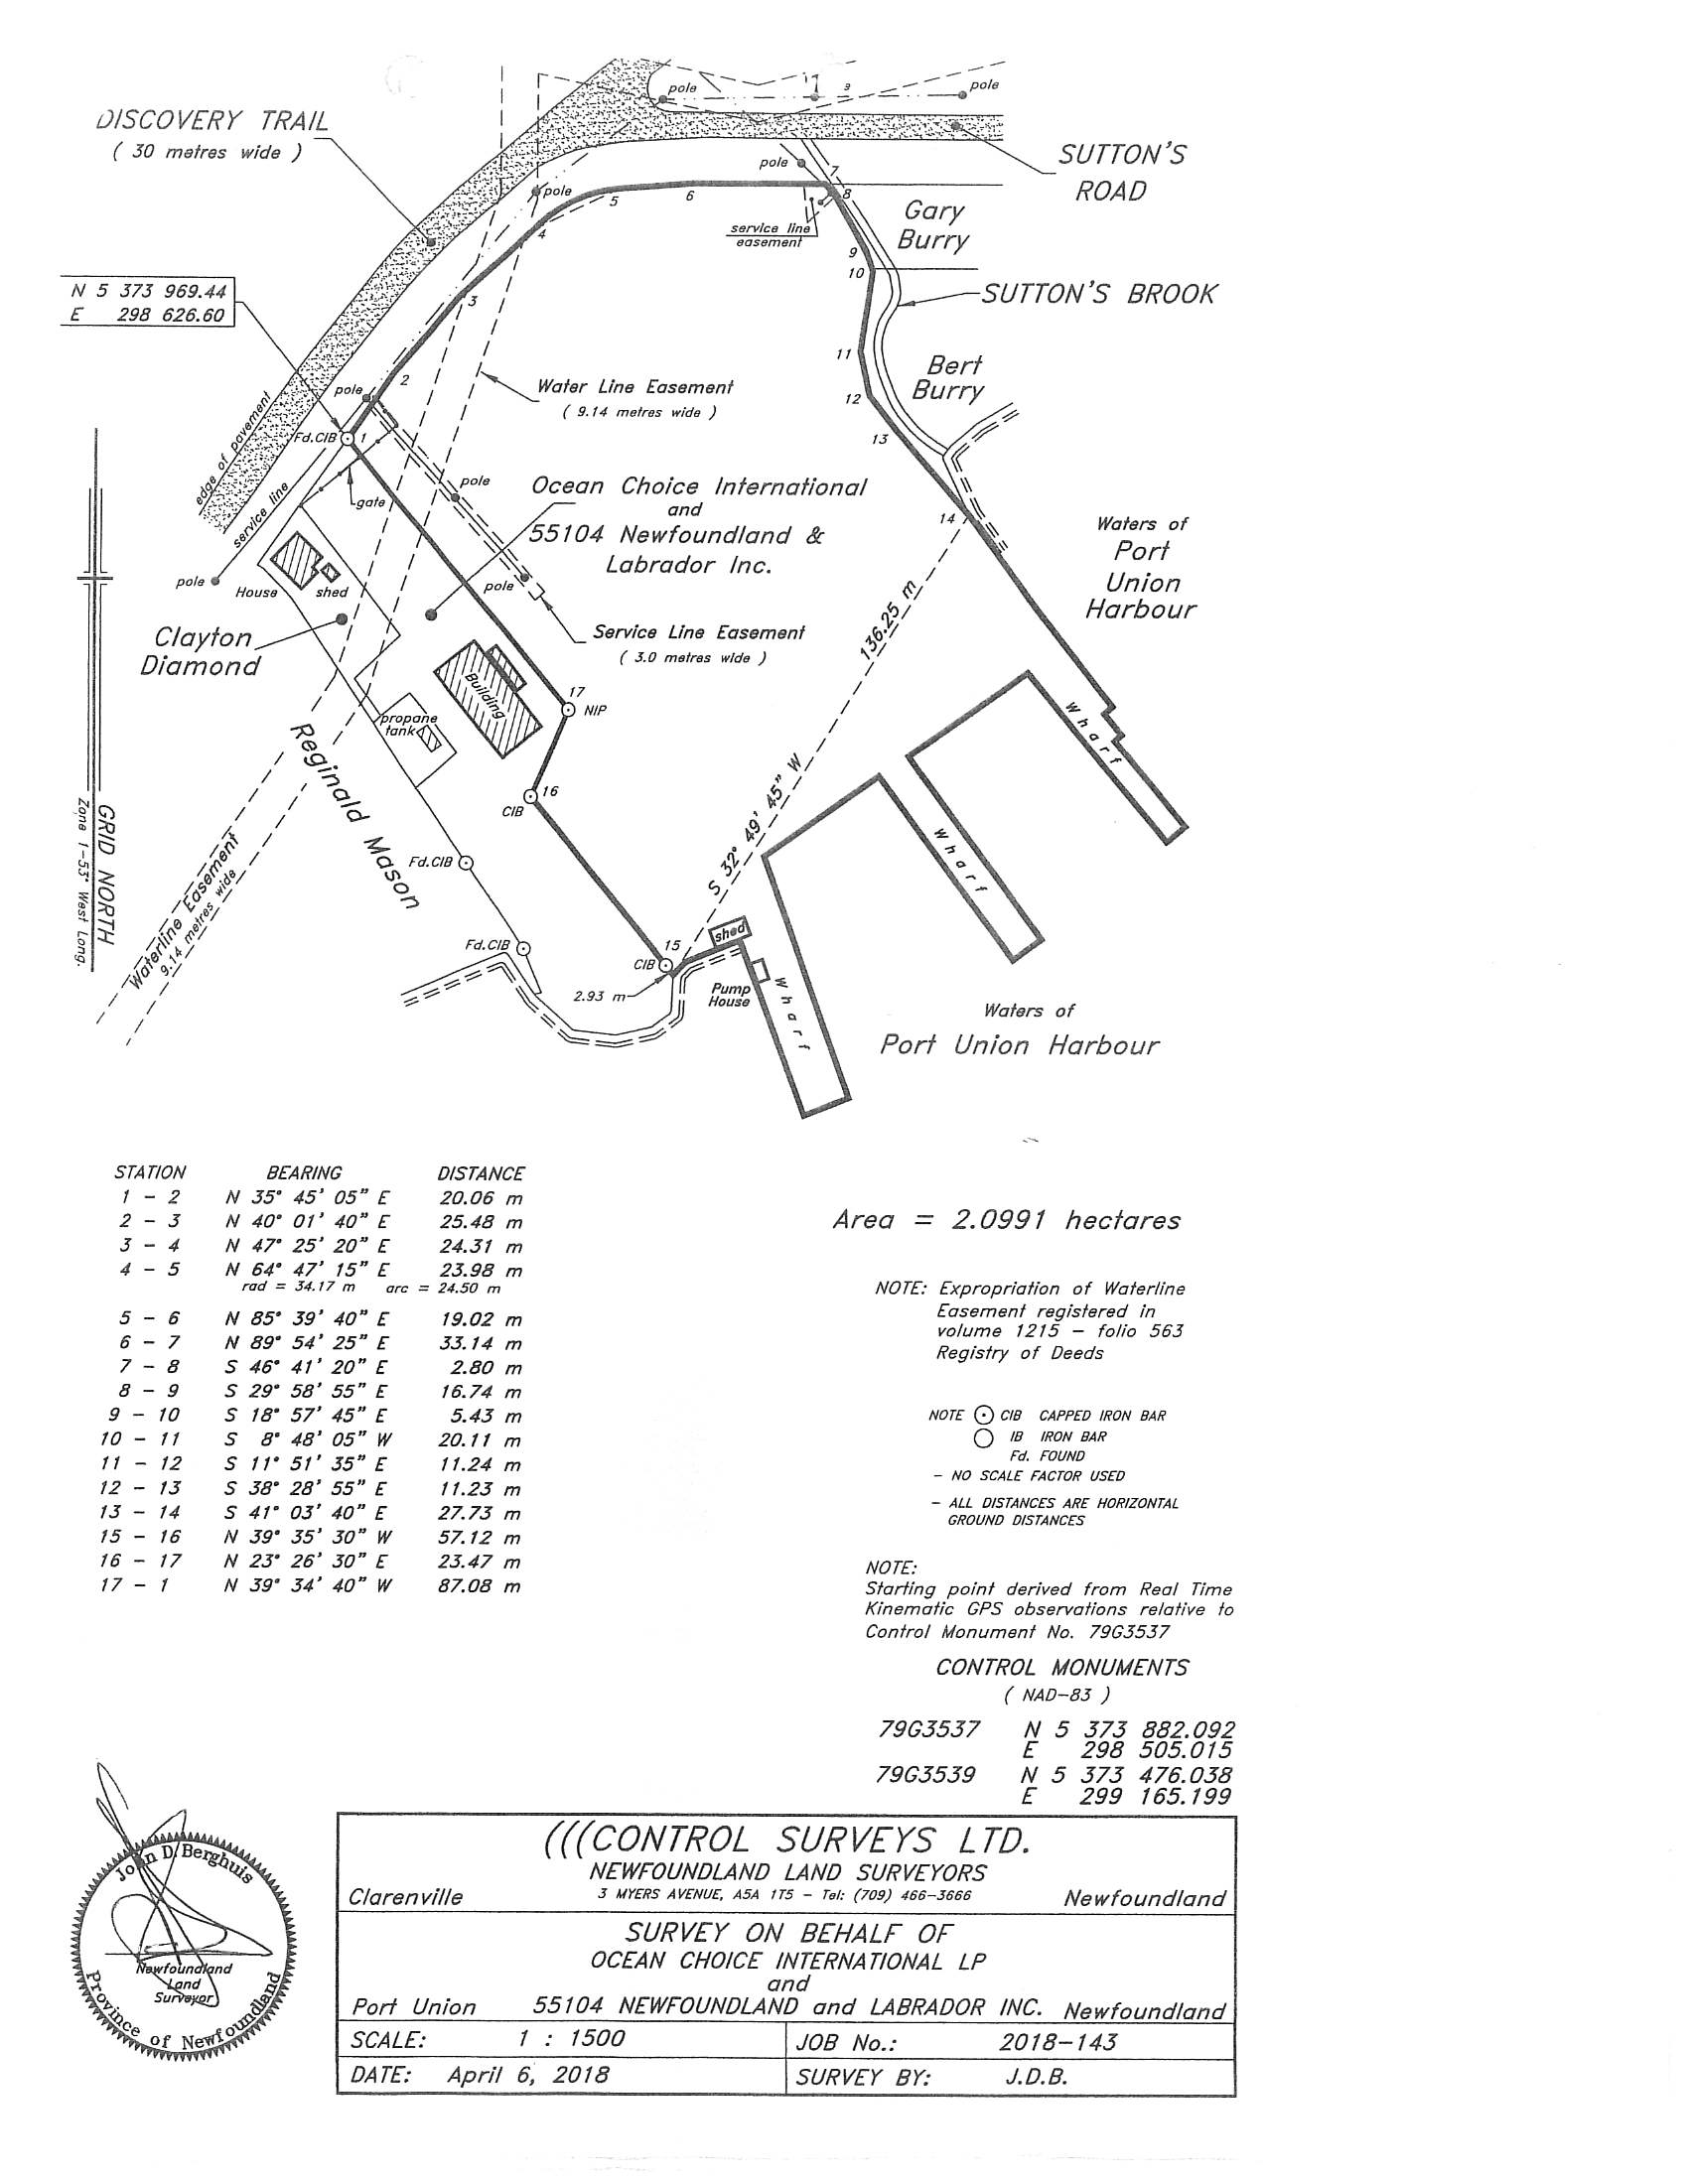 DISCOVERY TRAIL
( 30 metres wide )
pole
9
pole
SUTTON'S
ROAD
pole
7
8
pole
5
6
4
service line
easement
Gary
Burry
9
10
SUTTON'S BROOK
N 5 373 969.44
E 298 626.60
3
2
11
Bert
Burry
12
13
pole
Water Line Easement
( 9.14 metres wide )
edge of pavement
Fd.CIB
1
gate
service line
pole
Ocean Choice International
and
55104 Newfoundland &
Labrador Inc.
14
Waters of
Port
Union
Harbour
pole
House
shed
pole
136.25 m
Service Line Easement
( 3.0 metres wide )
Clayton
Diamond
Building
17
NIP
propane
tank
Reginald Mason
Wharf
16
CIB
S 32° 49' 45" W
GRID NORTH
Zone 1-53° West Long.
Waterline Easement
9.14 metres wide
Fd.CIB
Wharf
Fd.CIB
15
CIB
shed
2.93 m
Pump
House
Wharf
Waters of
Port Union Harbour
STATION BEARING DISTANCE
1 - 2 N 35° 45' 05" E 20.06 m
2 - 3 N 40° 01' 40" E 25.48 m
3 - 4 N 47° 25' 20" E 24.31 m
4 - 5 N 64° 47' 15" E 23.98 m
rad = 34.17 m arc = 24.50 m
5 - 6 N 85° 39' 40" E 19.02 m
6 - 7 N 89° 54' 25" E 33.14 m
7 - 8 S 46° 41' 20" E 2.80 m
8 - 9 S 29° 58' 55" E 16.74 m
9 - 10 S 18° 57' 45" E 5.43 m
10 - 11 S 8° 48' 05" W 20.11 m
11 - 12 S 11° 51' 35" E 11.24 m
12 - 13 S 38° 28' 55" E 11.23 m
13 - 14 S 41° 03' 40" E 27.73 m
15 - 16 N 39° 35' 30" W 57.12 m
16 - 17 N 23° 26' 30" E 23.47 m
17 - 1 N 39° 34' 40" W 87.08 m
Area = 2.0991 hectares
NOTE: Expropriation of Waterline
Easement registered in
volume 1215 - folio 563
Registry of Deeds
NOTE CIB CAPPED IRON BAR
IB IRON BAR
Fd. FOUND
- NO SCALE FACTOR USED
- ALL DISTANCES ARE HORIZONTAL
GROUND DISTANCES
NOTE:
Starting point derived from Real Time
Kinematic GPS observations relative to
Control Monument No. 79G3537
CONTROL MONUMENTS
( NAD-83 )
79G3537 N 5 373 882.092
E 298 505.015
79G3539 N 5 373 476.038
E 299 165.199
John D. Berghuis
Newfoundland
Land
Surveyor
Province of Newfoundland
(((CONTROL SURVEYS LTD.
NEWFOUNDLAND LAND SURVEYORS
Clarenville 3 MYERS AVENUE, A5A 1T5 - Tel: (709) 466-3666 Newfoundland
SURVEY ON BEHALF OF
OCEAN CHOICE INTERNATIONAL LP
and
Port Union 55104 NEWFOUNDLAND and LABRADOR INC. Newfoundland
SCALE: 1 : 1500 JOB No.: 2018-143
DATE: April 6, 2018 SURVEY BY: J.D.B.